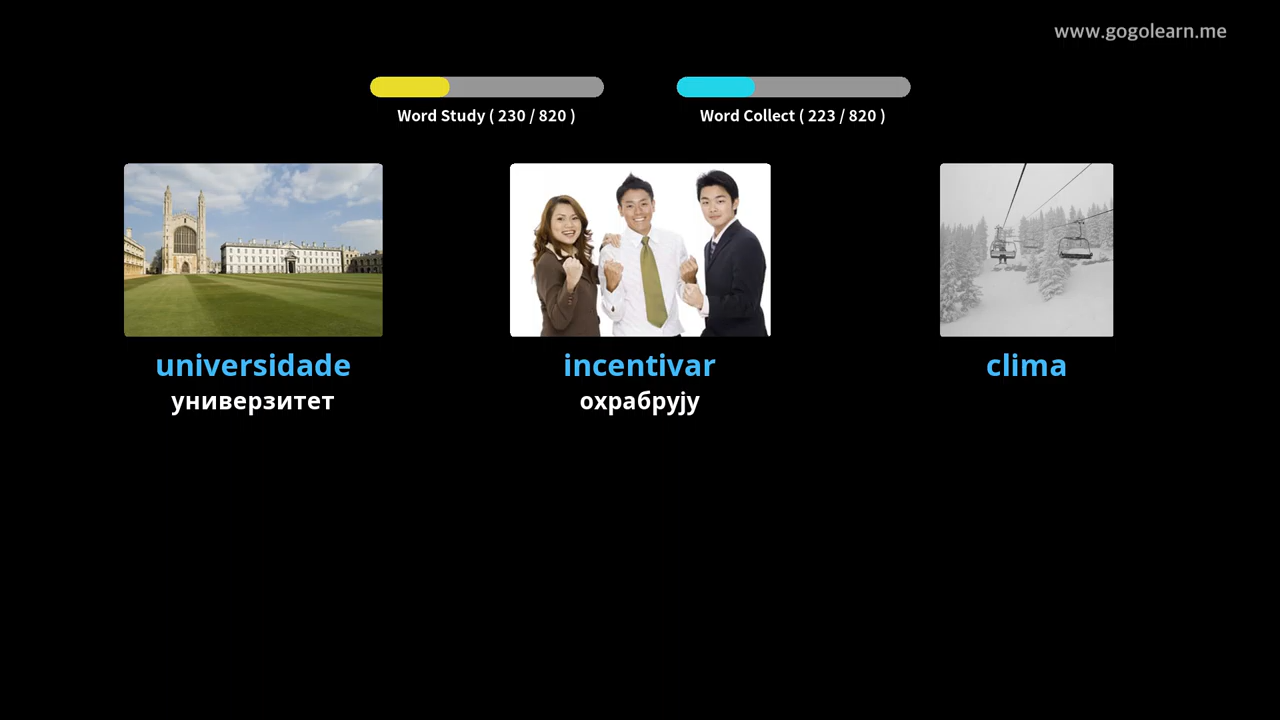 www.gogolearn.me
Word Study ( 230 / 820 )
Word Collect ( 223 / 820 )
universidade
универзитет
incentivar
охрабрују
clima